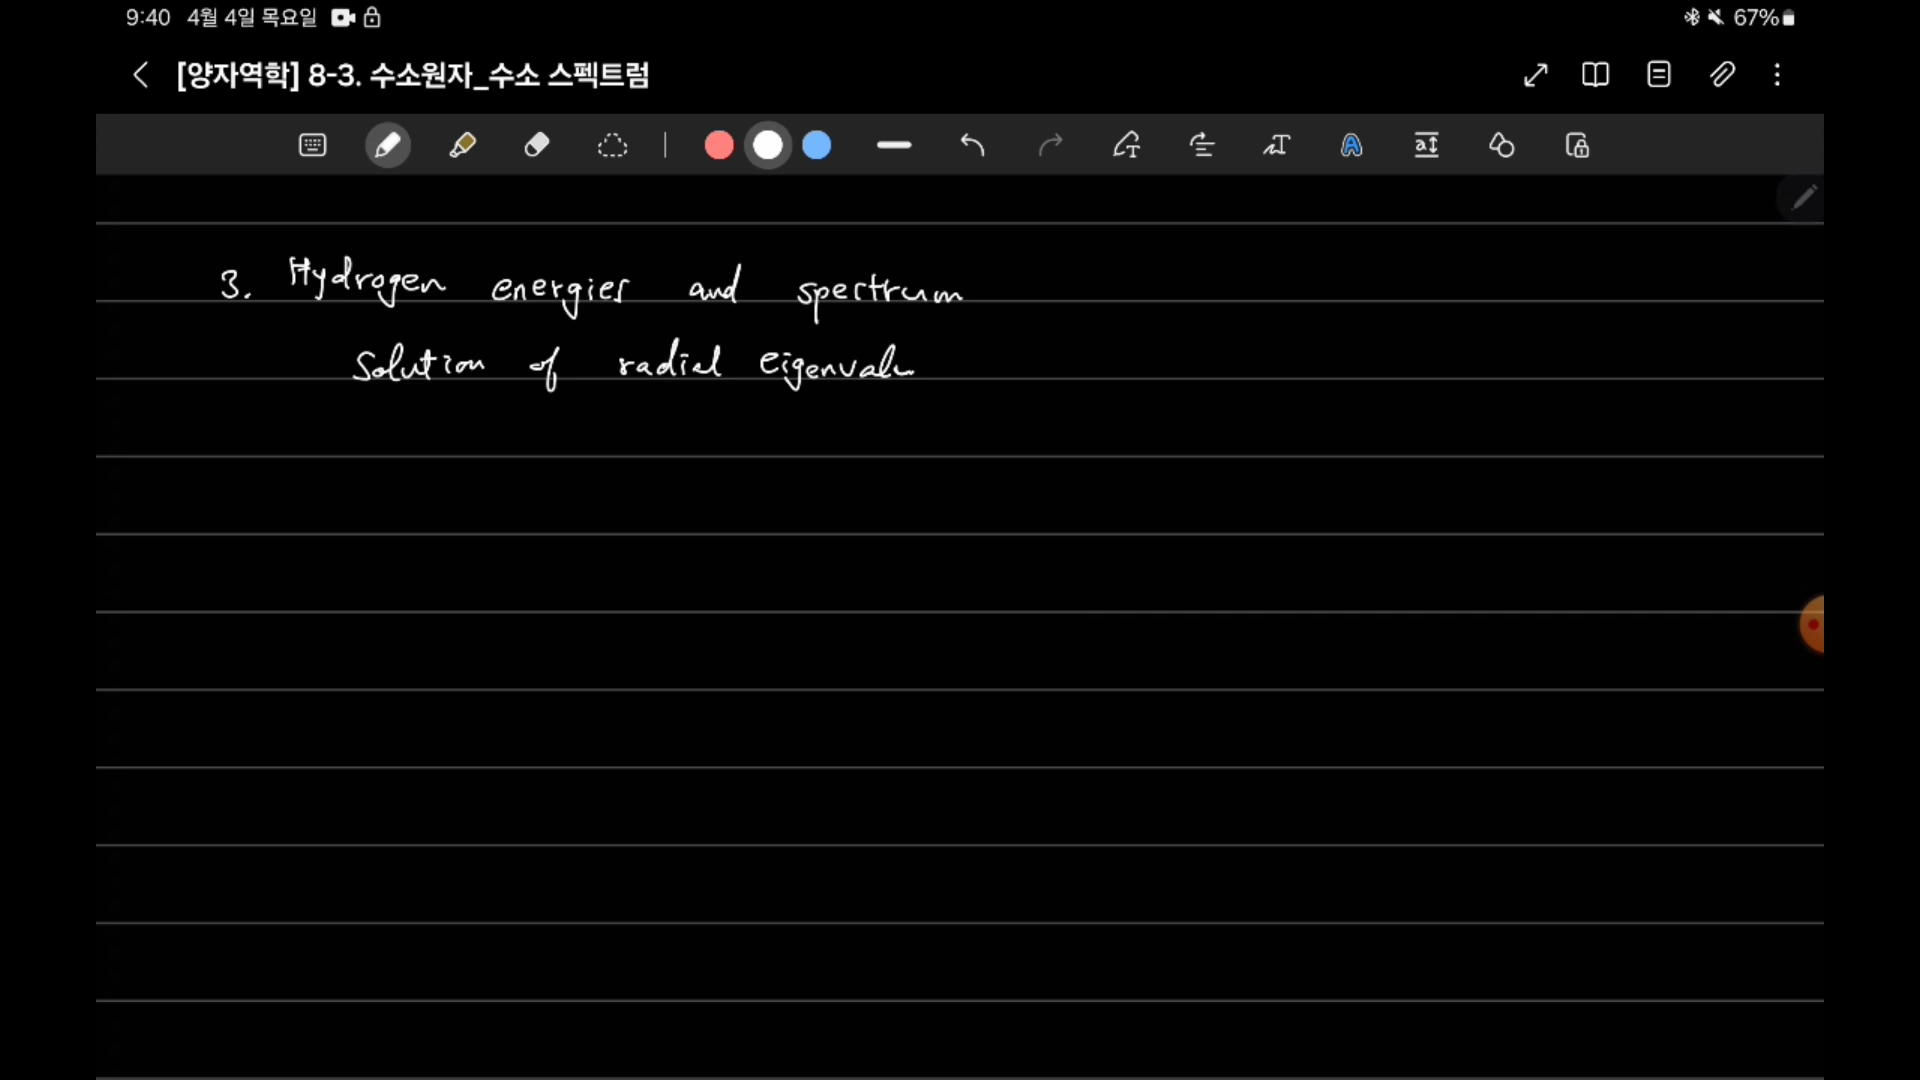 9:40 4월 4일 목요일 67%
[양자역학] 8-3. 수소원자_수소 스펙트럼
3. Hydrogen energies and spectrum
Solution of radial eigenvalu